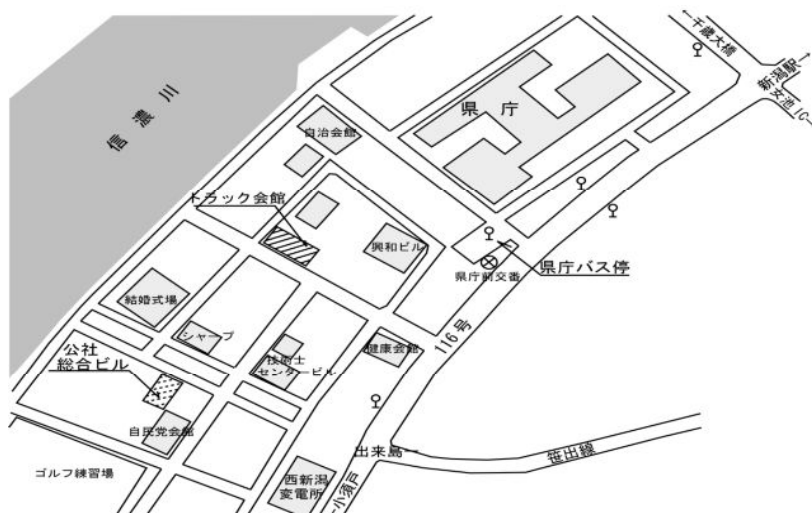 ←千歳大橋
新潟駅→
女池IC→
信濃川
県庁
自治会館
トラック会館
興和ビル
県庁前交番
県庁バス停
結婚式場
116号
シャープ
健康会館
公社
総合ビル
技術士
センタービル
自民党会館
出来島
笹出線
ゴルフ練習場
西新潟
変電所
小須戸